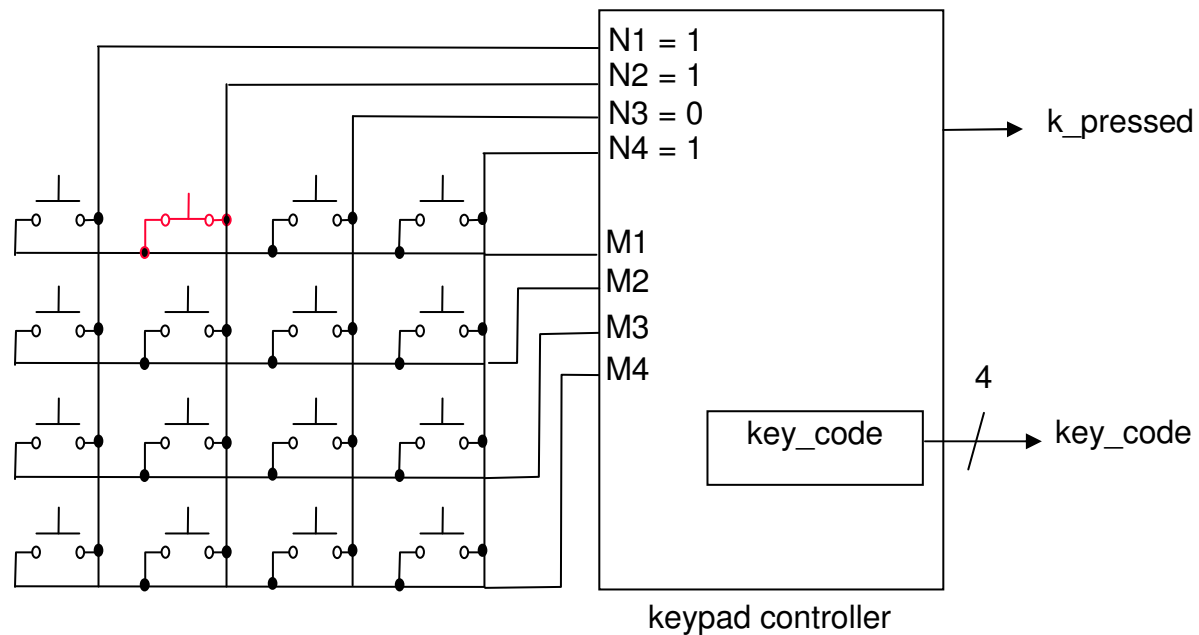 N1 = 1
N2 = 1
N3 = 0
N4 = 1
k_pressed
M1
M2
M3
M4
4
key_code
key_code
keypad controller